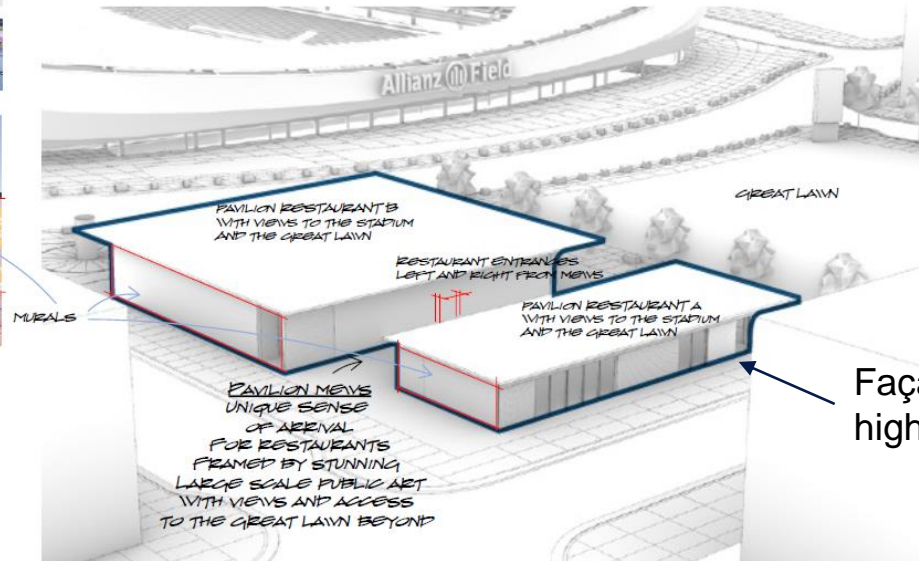 Allianz Field
GREAT LAWN
PAVILION RESTAURANT B
WITH VIEWS TO THE STADIUM
AND THE GREAT LAWN
RESTAURANT ENTRANCES
LEFT AND RIGHT FROM MEWS
PAVILION RESTAURANT A
WITH VIEWS TO THE STADIUM
AND THE GREAT LAWN
MURALS
PAVILION MEWS
UNIQUE SENSE
OF ARRIVAL
FOR RESTAURANTS
FRAMED BY STUNNING
LARGE SCALE PUBLIC ART
WITH VIEWS AND ACCESS
TO THE GREAT LAWN BEYOND
Faça
high